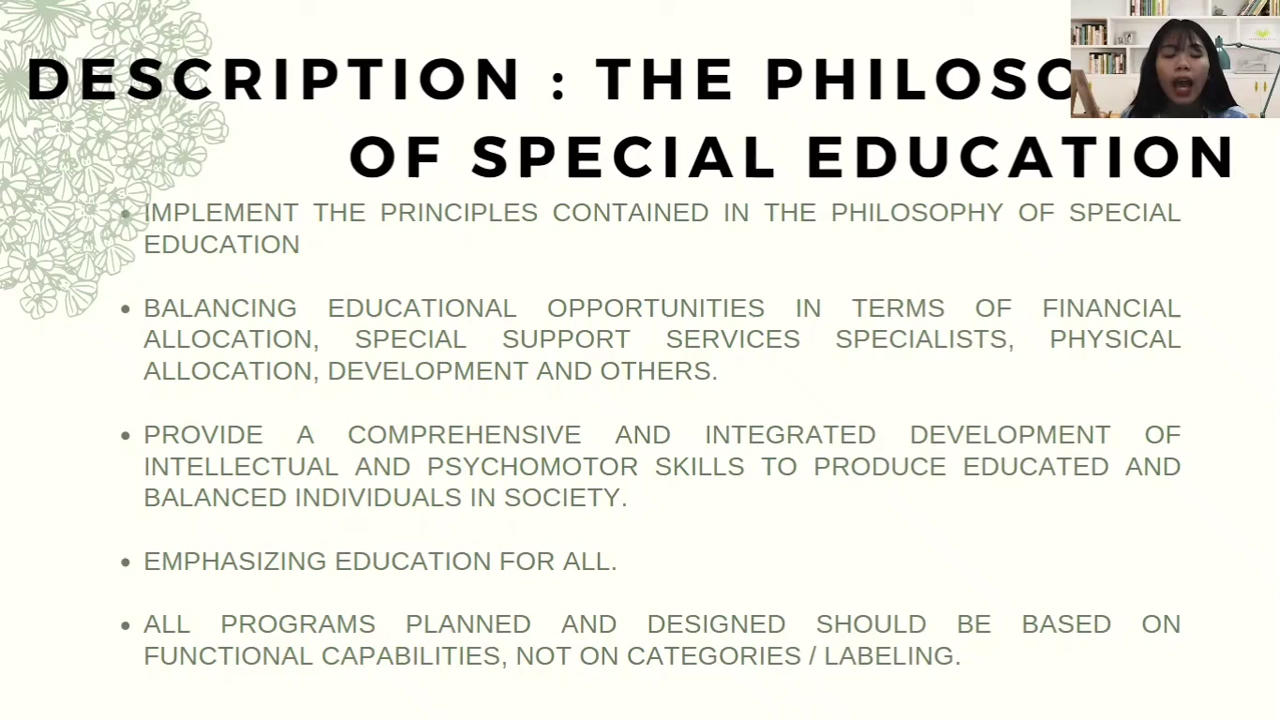 DESCRIPTION : THE
OF SPECIAL EDUCATION
• IMPLEMENT THE PRINCIPLES CONTAINED IN THE PHILOSOPHY OF SPECIAL
EDUCATION
• BALANCING EDUCATIONAL OPPORTUNITIES IN TERMS OF FINANCIAL
ALLOCATION, SPECIAL SUPPORT SERVICES SPECIALISTS, PHYSICAL
ALLOCATION, DEVELOPMENT AND OTHERS.
• PROVIDE A COMPREHENSIVE AND INTEGRATED DEVELOPMENT OF
INTELLECTUAL AND PSYCHOMOTOR SKILLS TO PRODUCE EDUCATED AND
BALANCED INDIVIDUALS IN SOCIETY.
• EMPHASIZING EDUCATION FOR ALL.
• ALL PROGRAMS PLANNED AND DESIGNED SHOULD BE BASED ON
FUNCTIONAL CAPABILITIES, NOT ON CATEGORIES / LABELING.